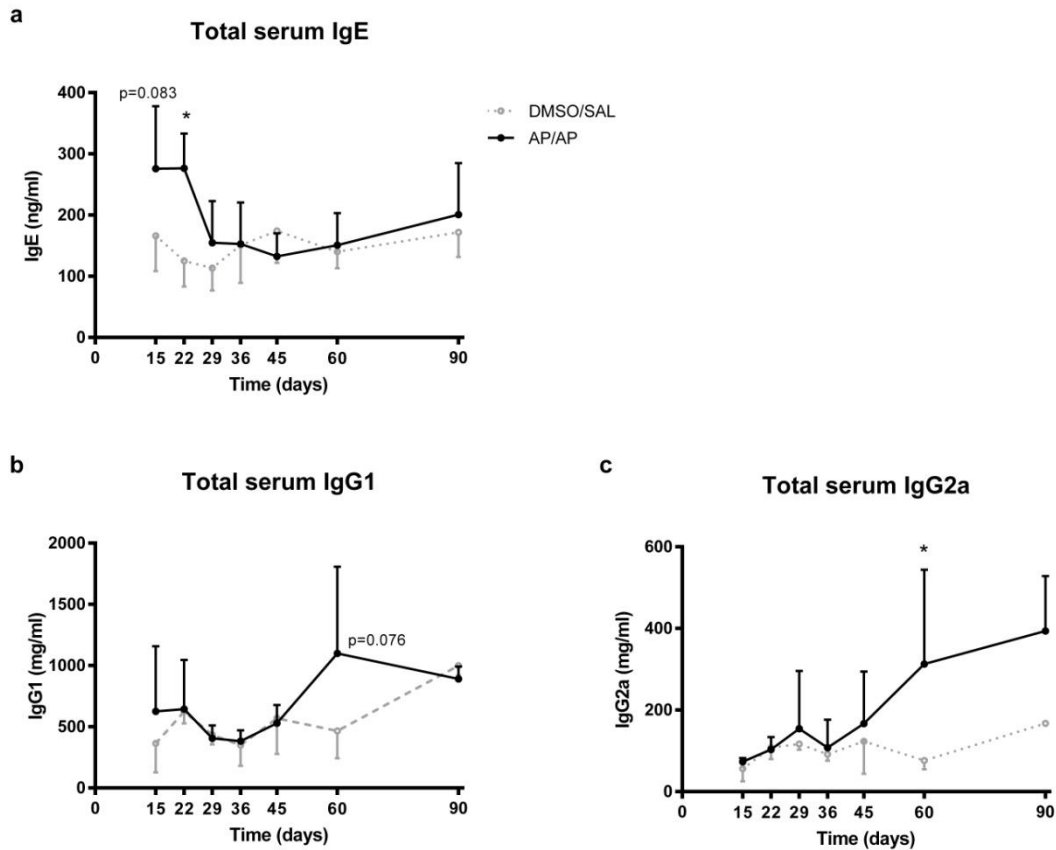 a
Total serum IgE
400
300
200
100
0
IgE (ng/ml)
p=0.083
*
DMSO/SAL
AP/AP
0 15 22 29 36 45 60 90
Time (days)
b
Total serum IgG1
2000
1500
1000
500
0
IgG1 (mg/ml)
p=0.076
0 15 22 29 36 45 60 90
Time (days)
c
Total serum IgG2a
600
400
200
0
IgG2a (mg/ml)
*
0 15 22 29 36 45 60 90
Time (days)